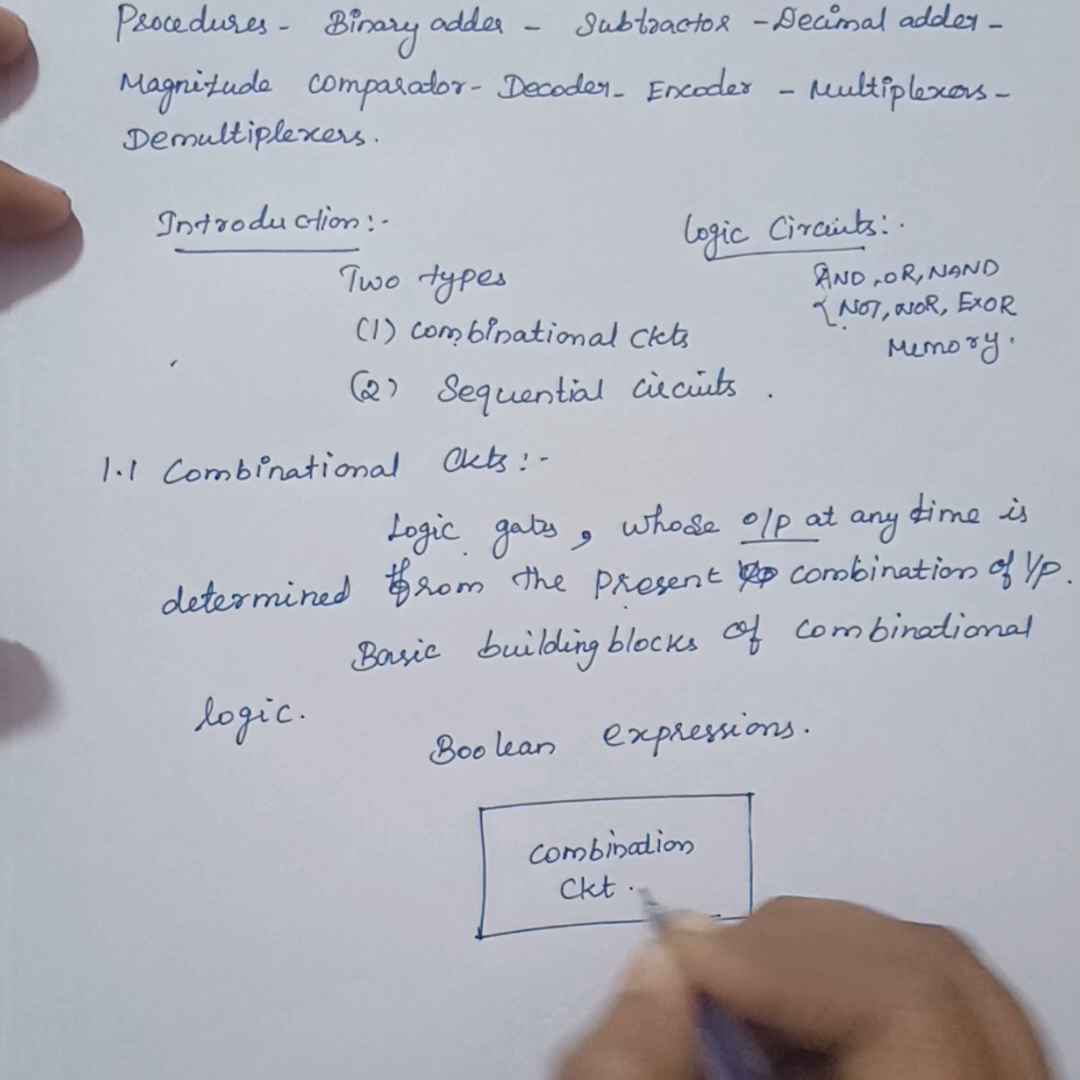 Procedures - Binary adder - Subtractor - Decimal adder -
Magnitude comparator - Decoder - Encoder - Multiplexers -
Demultiplexers.
Introduction:-
Two types
(1) combinational ckts
(2) Sequential circuits.
Logic Circuits:-
AND, OR, NAND
NOT, NOR, EXOR
Memory.
1.1 Combinational Ckts:-
Logic gates, whose o/p at any time is
determined from the present combination of I/p.
Basic building blocks of combinational
logic.
Boolean expressions.
Combination
Ckt.